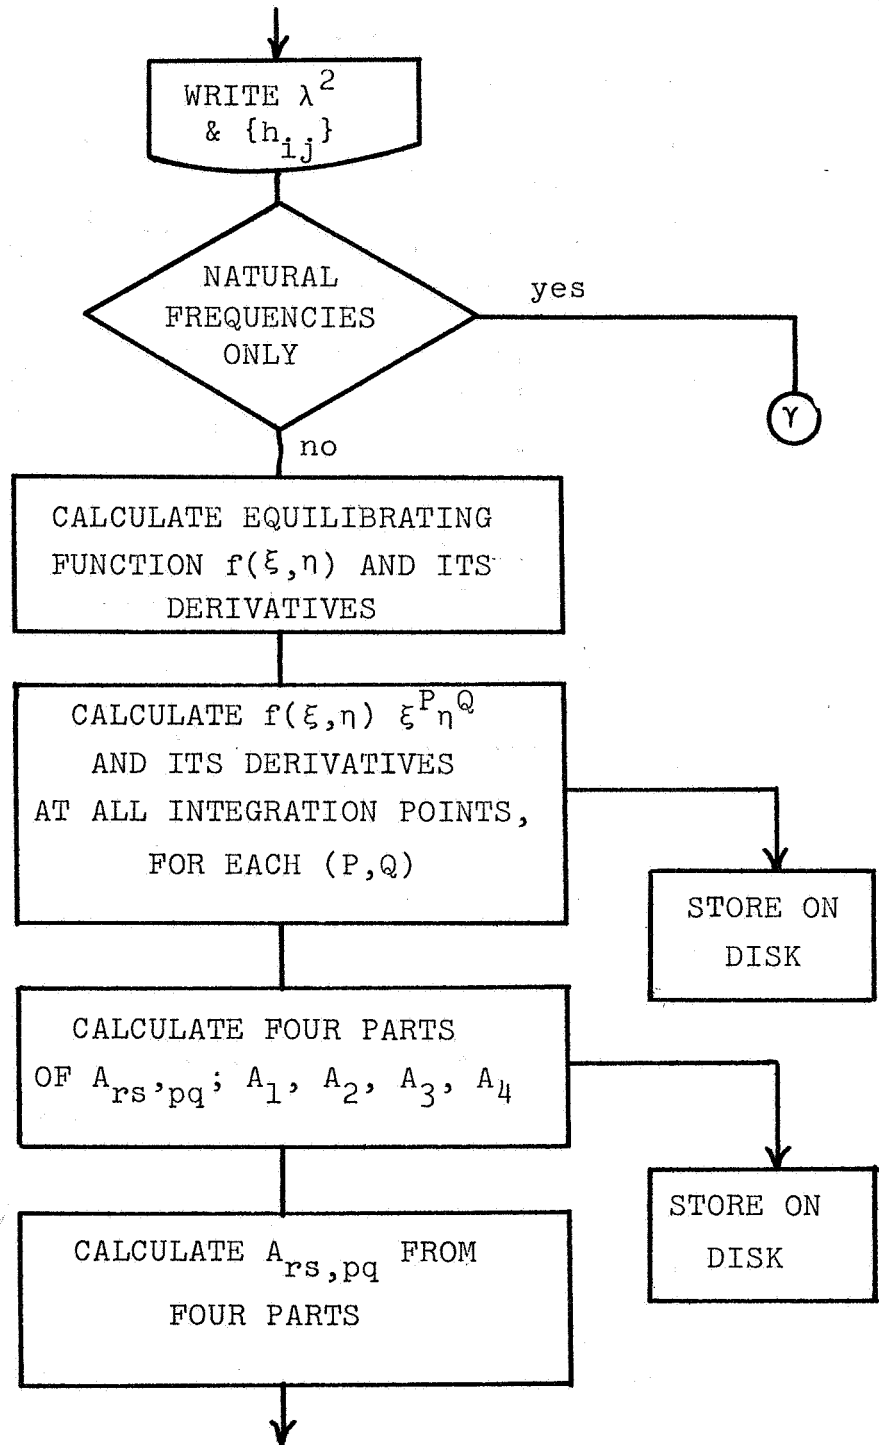 WRITE λ²
& {h_ij}
NATURAL
FREQUENCIES
ONLY
yes
γ
no
CALCULATE EQUILIBRATING
FUNCTION f(ξ,η) AND ITS
DERIVATIVES
CALCULATE f(ξ,η) ξ^P η^Q
AND ITS DERIVATIVES
AT ALL INTEGRATION POINTS,
FOR EACH (P,Q)
STORE ON
DISK
CALCULATE FOUR PARTS
OF A_rs,pq; A_1, A_2, A_3, A_4
STORE ON
DISK
CALCULATE A_rs,pq FROM
FOUR PARTS